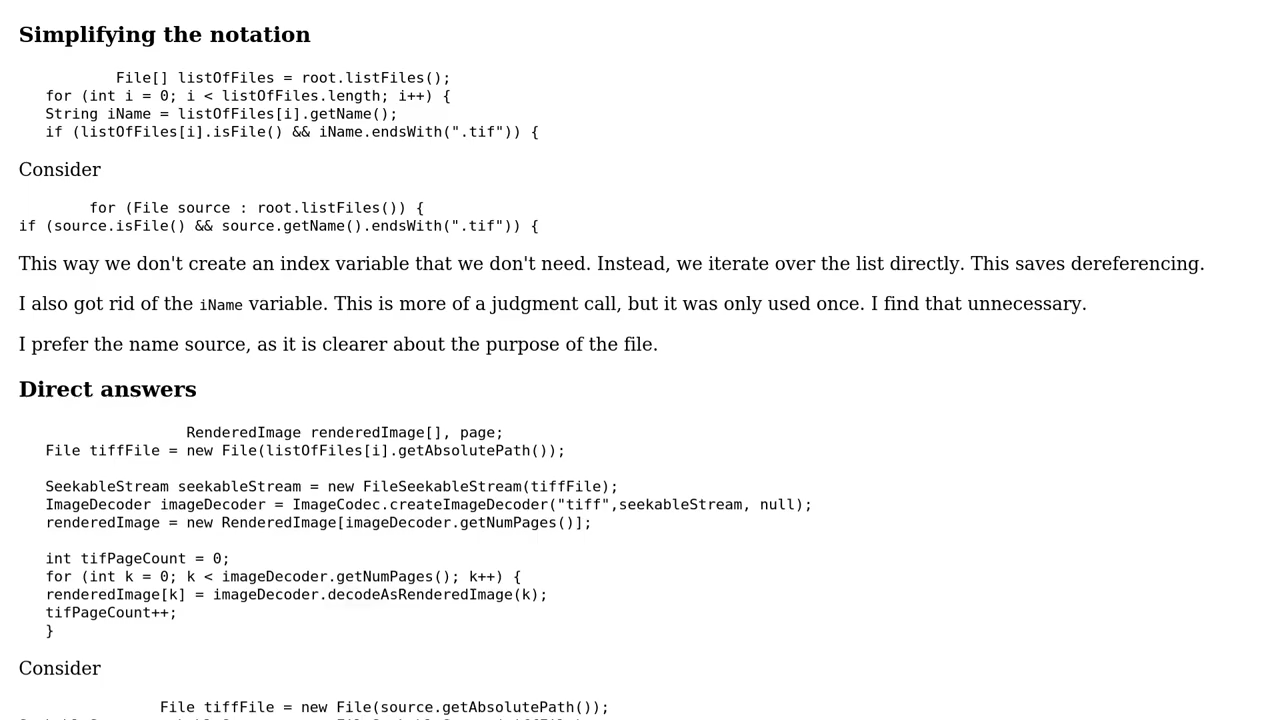 Simplifying the notation
File[] listOfFiles = root.listFiles();
for (int i = 0; i < listOfFiles.length; i++) {
String iName = listOfFiles[i].getName();
if (listOfFiles[i].isFile() && iName.endsWith(".tif")) {
Consider
for (File source : root.listFiles()) {
if (source.isFile() && source.getName().endsWith(".tif")) {
This way we don't create an index variable that we don't need. Instead, we iterate over the list directly. This saves dereferencing.
I also got rid of the iName variable. This is more of a judgment call, but it was only used once. I find that unnecessary.
I prefer the name source, as it is clearer about the purpose of the file.
Direct answers
RenderedImage renderedImage[], page;
File tiffFile = new File(listOfFiles[i].getAbsolutePath());
SeekableStream seekableStream = new FileSeekableStream(tiffFile);
ImageDecoder imageDecoder = ImageCodec.createImageDecoder("tiff",seekableStream, null);
renderedImage = new RenderedImage[imageDecoder.getNumPages()];
int tifPageCount = 0;
for (int k = 0; k < imageDecoder.getNumPages(); k++) {
renderedImage[k] = imageDecoder.decodeAsRenderedImage(k);
tifPageCount++;
}
Consider
File tiffFile = new File(source.getAbsolutePath());